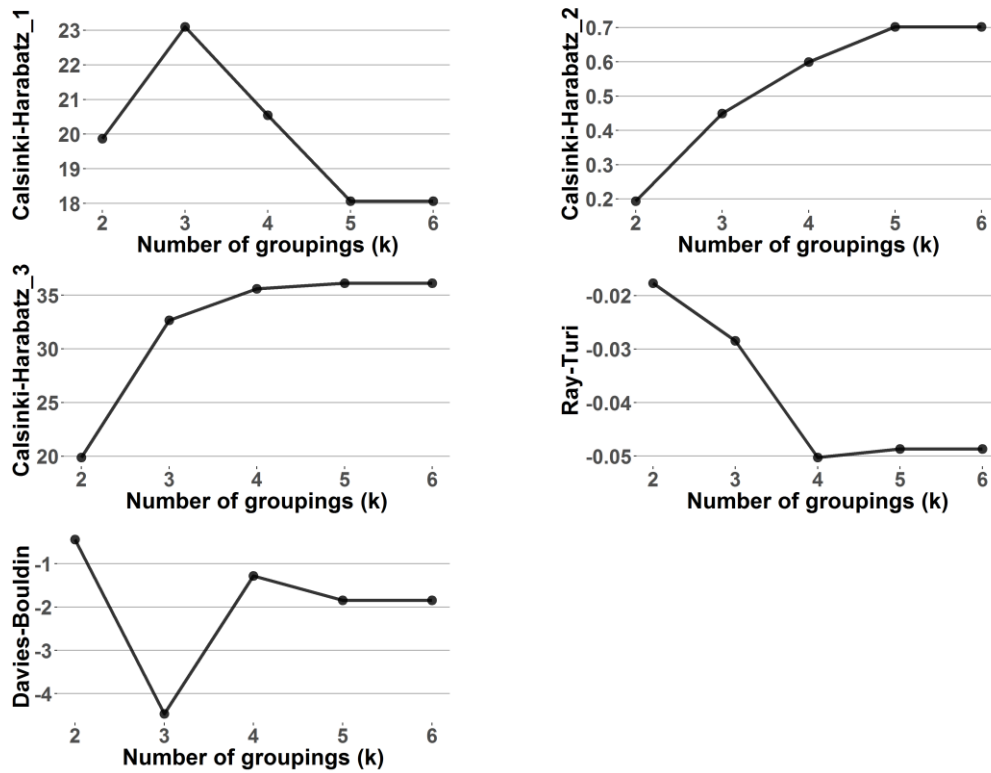 Calsinki-Harabatz_1
23
22
21
20
19
18
2 3 4 5 6
Number of groupings (k)
Calsinki-Harabatz_2
0.7
0.6
0.5
0.4
0.3
0.2
2 3 4 5 6
Number of groupings (k)
Calsinki-Harabatz_3
35
30
25
20
2 3 4 5 6
Number of groupings (k)
Ray-Turi
-0.02
-0.03
-0.04
-0.05
2 3 4 5 6
Number of groupings (k)
Davies-Bouldin
-1
-2
-3
-4
2 3 4 5 6
Number of groupings (k)